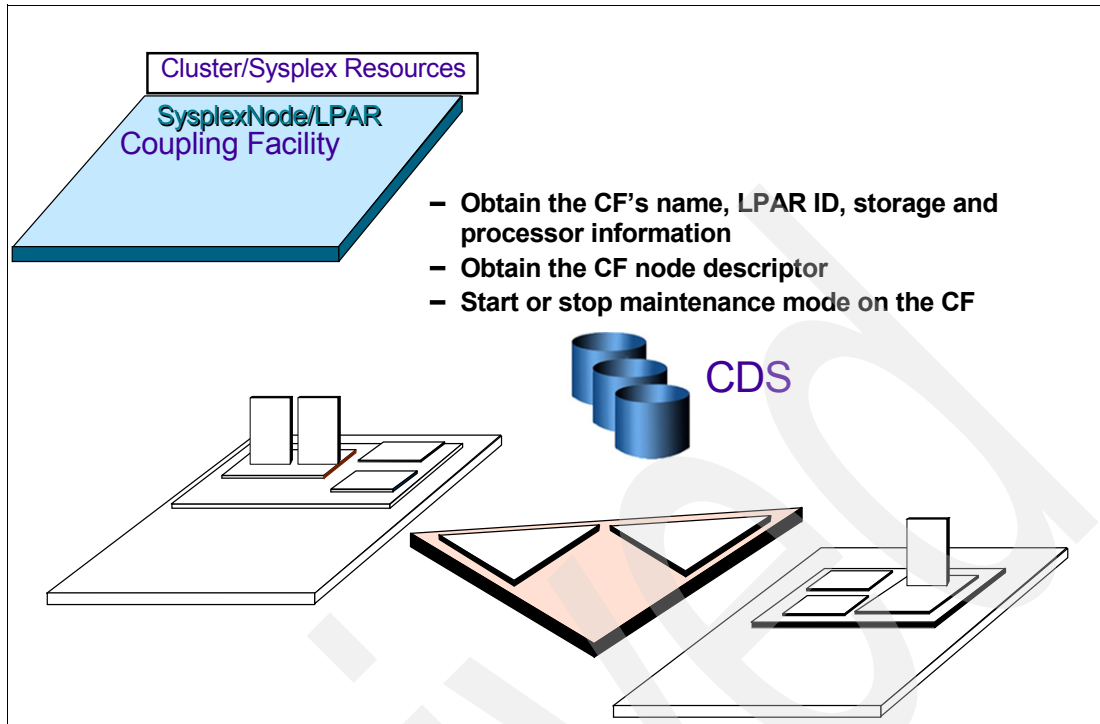 Cluster/Sysplex Resources
SysplexNode/LPAR
Coupling Facility
– Obtain the CF’s name, LPAR ID, storage and
processor information
– Obtain the CF node descriptor
– Start or stop maintenance mode on the CF
CDS